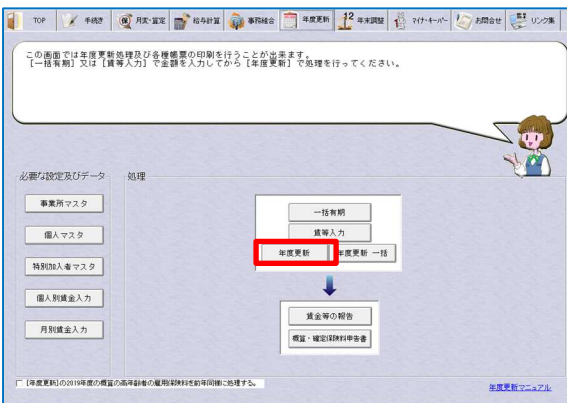 TOP 手続き 月変・算定 給与計算 事務組合 年度更新 年末調整 マイナンバー お問合せ リンク集
この画面では年度更新処理及び各種帳票の印刷を行うことが出来ます。
[一括有期] 又は [賃等入力] で金額を入力してから [年度更新] で処理を行ってください。
必要な設定及びデータ
処理
事業所マスタ
個人マスタ
特別加入者マスタ
個人別賃金入力
月別賃金入力
一括有期
賃等入力
年度更新
年度更新 一括
賃金等の報告
概算・確定保険料申告書
[年度更新]の2019年度の概算の高年齢者の雇用保険料を前年同様に処理する。
年度更新マニュアル